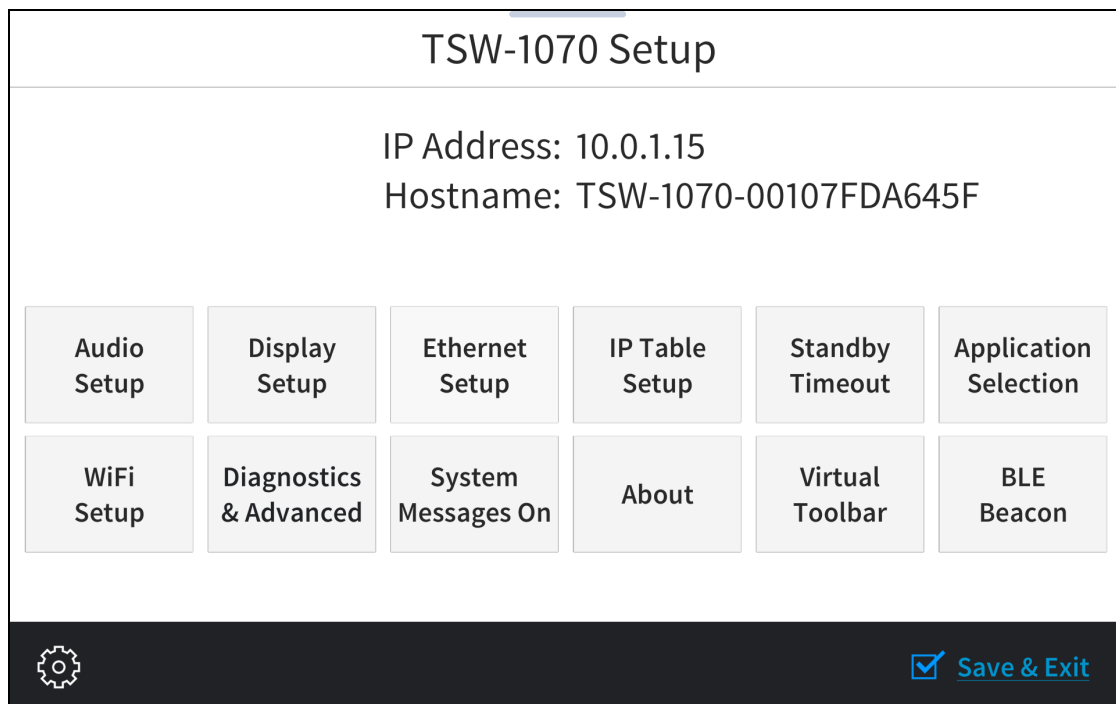 TSW-1070 Setup
IP Address: 10.0.1.15
Hostname: TSW-1070-00107FDA645F
Audio
Setup
Display
Setup
Ethernet
Setup
IP Table
Setup
Standby
Timeout
Application
Selection
WiFi
Setup
Diagnostics
& Advanced
System
Messages On
About
Virtual
Toolbar
BLE
Beacon
Save & Exit